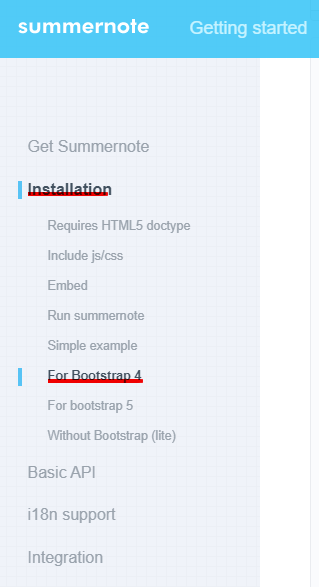 summernote
Getting started
Get Summernote
Installation
Requires HTML5 doctype
Include js/css
Embed
Run summernote
Simple example
For Bootstrap 4
For bootstrap 5
Without Bootstrap (lite)
Basic API
i18n support
Integration